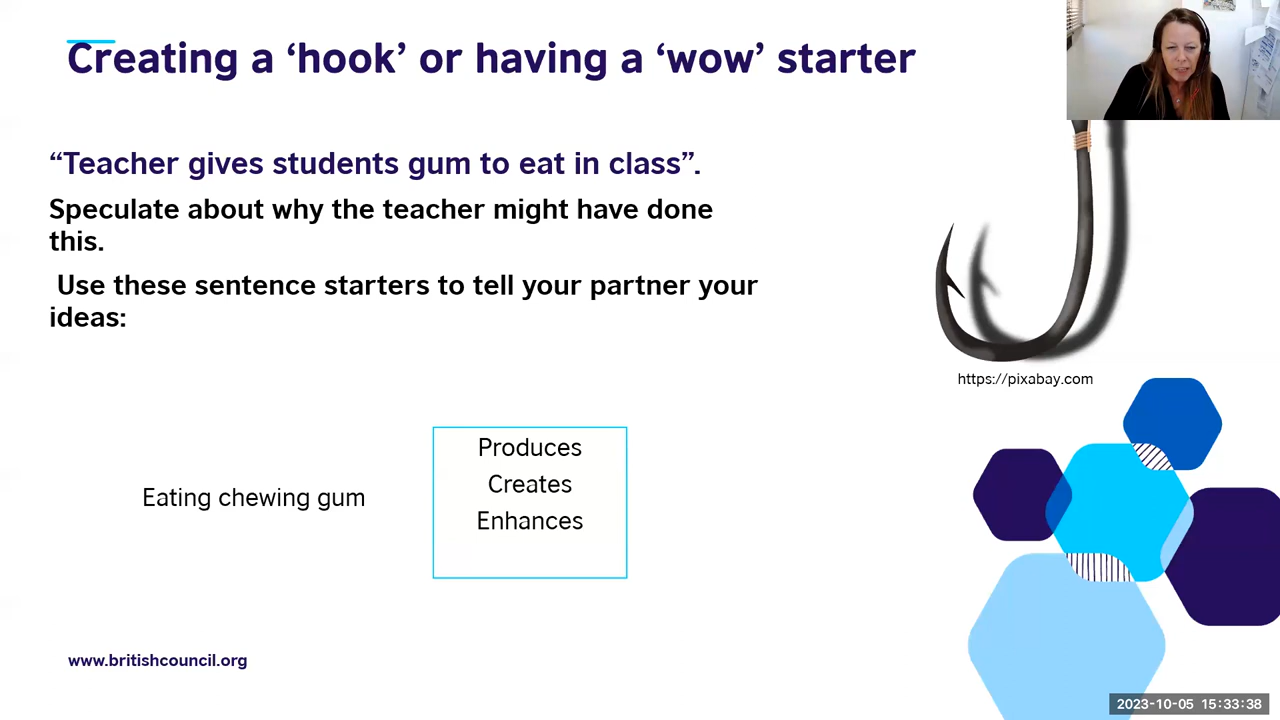 Creating a ‘hook’ or having a ‘wow’ starter
“Teacher gives students gum to eat in class”.
Speculate about why the teacher might have done
this.
Use these sentence starters to tell your partner your
ideas:
https://pixabay.com
Eating chewing gum
Produces
Creates
Enhances
www.britishcouncil.org
2023-10-05 15:33:38